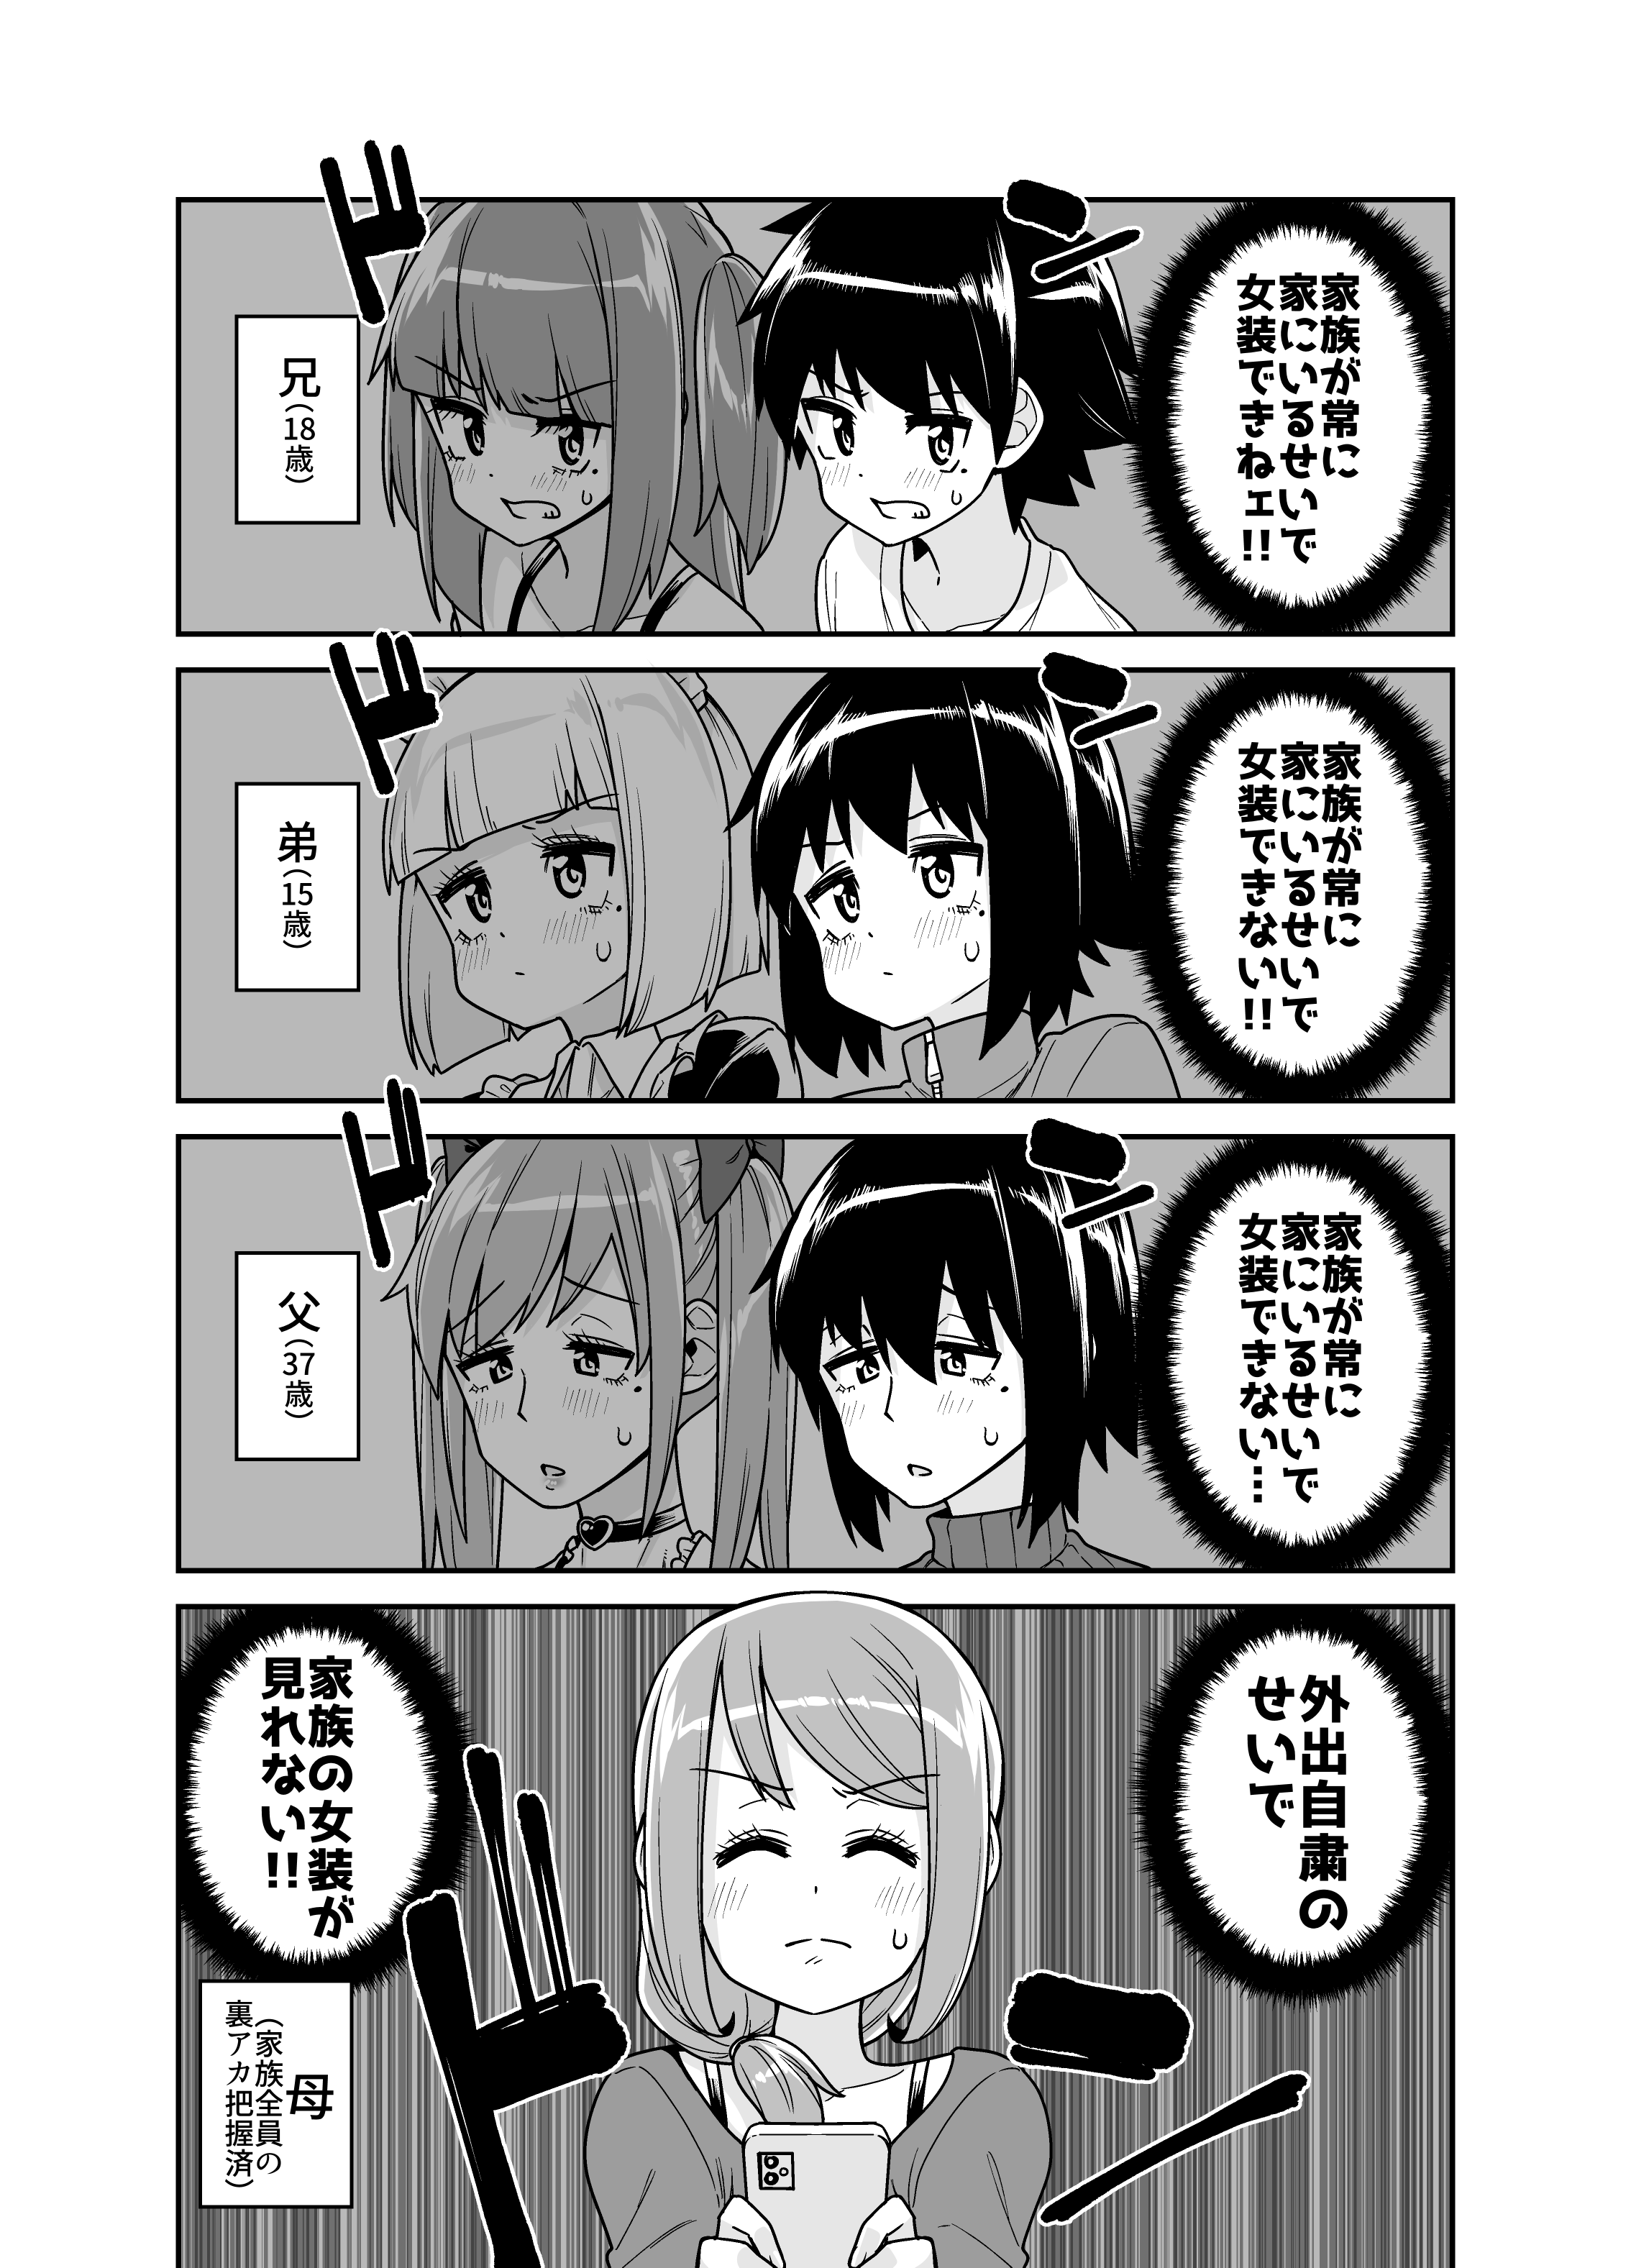 家族が常に
家にいるせいで
女装できねェ!!
ドン
兄
(18歳)
家族が常に
家にいるせいで
女装できない!!
ドン
弟
(15歳)
家族が常に
家にいるせいで
女装できない…
ドン
父
(37歳)
外出自粛の
せいで
家族の女装が
見れない!!
ドン
母
(家族全員の
裏アカ把握済)